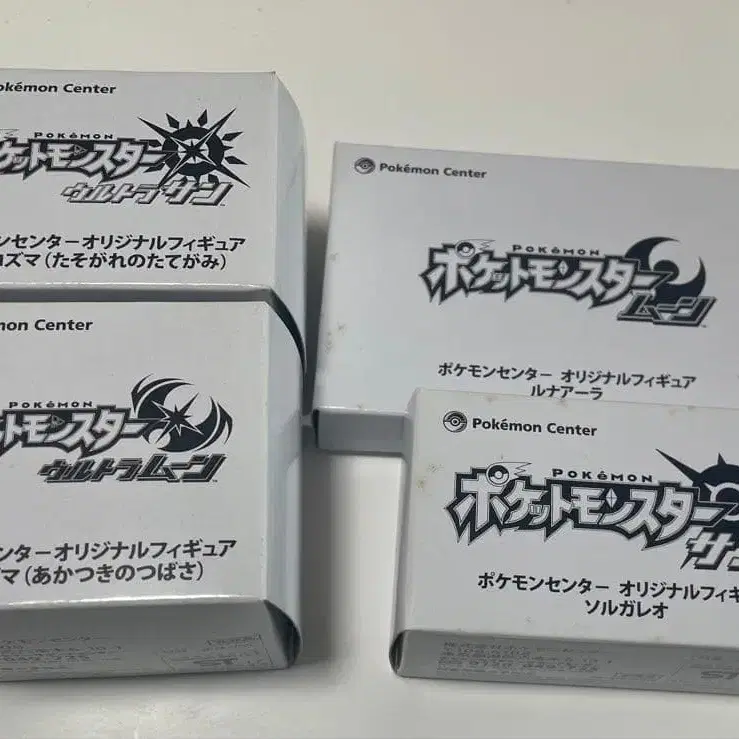 okémon Center
POKéMON
ケットモンスター
ウルトラサン
ンセンターオリジナルフィギュア
ロズマ(たそがれのたてがみ)
mon Center
POKéMON
ットモンスター
ウルトラムーン
ンターオリジナルフィギュア
ズマ(あかつきのつばさ)
Pokémon Center
POKéMON
ポケットモンスター
ムーン
ポケモンセンター オリジナルフィギュア
ルナアーラ
Pokémon Center
POKéMON
ポケットモンスター
サン
ポケモンセンター オリジナルフィギ
ソルガレオ
ST